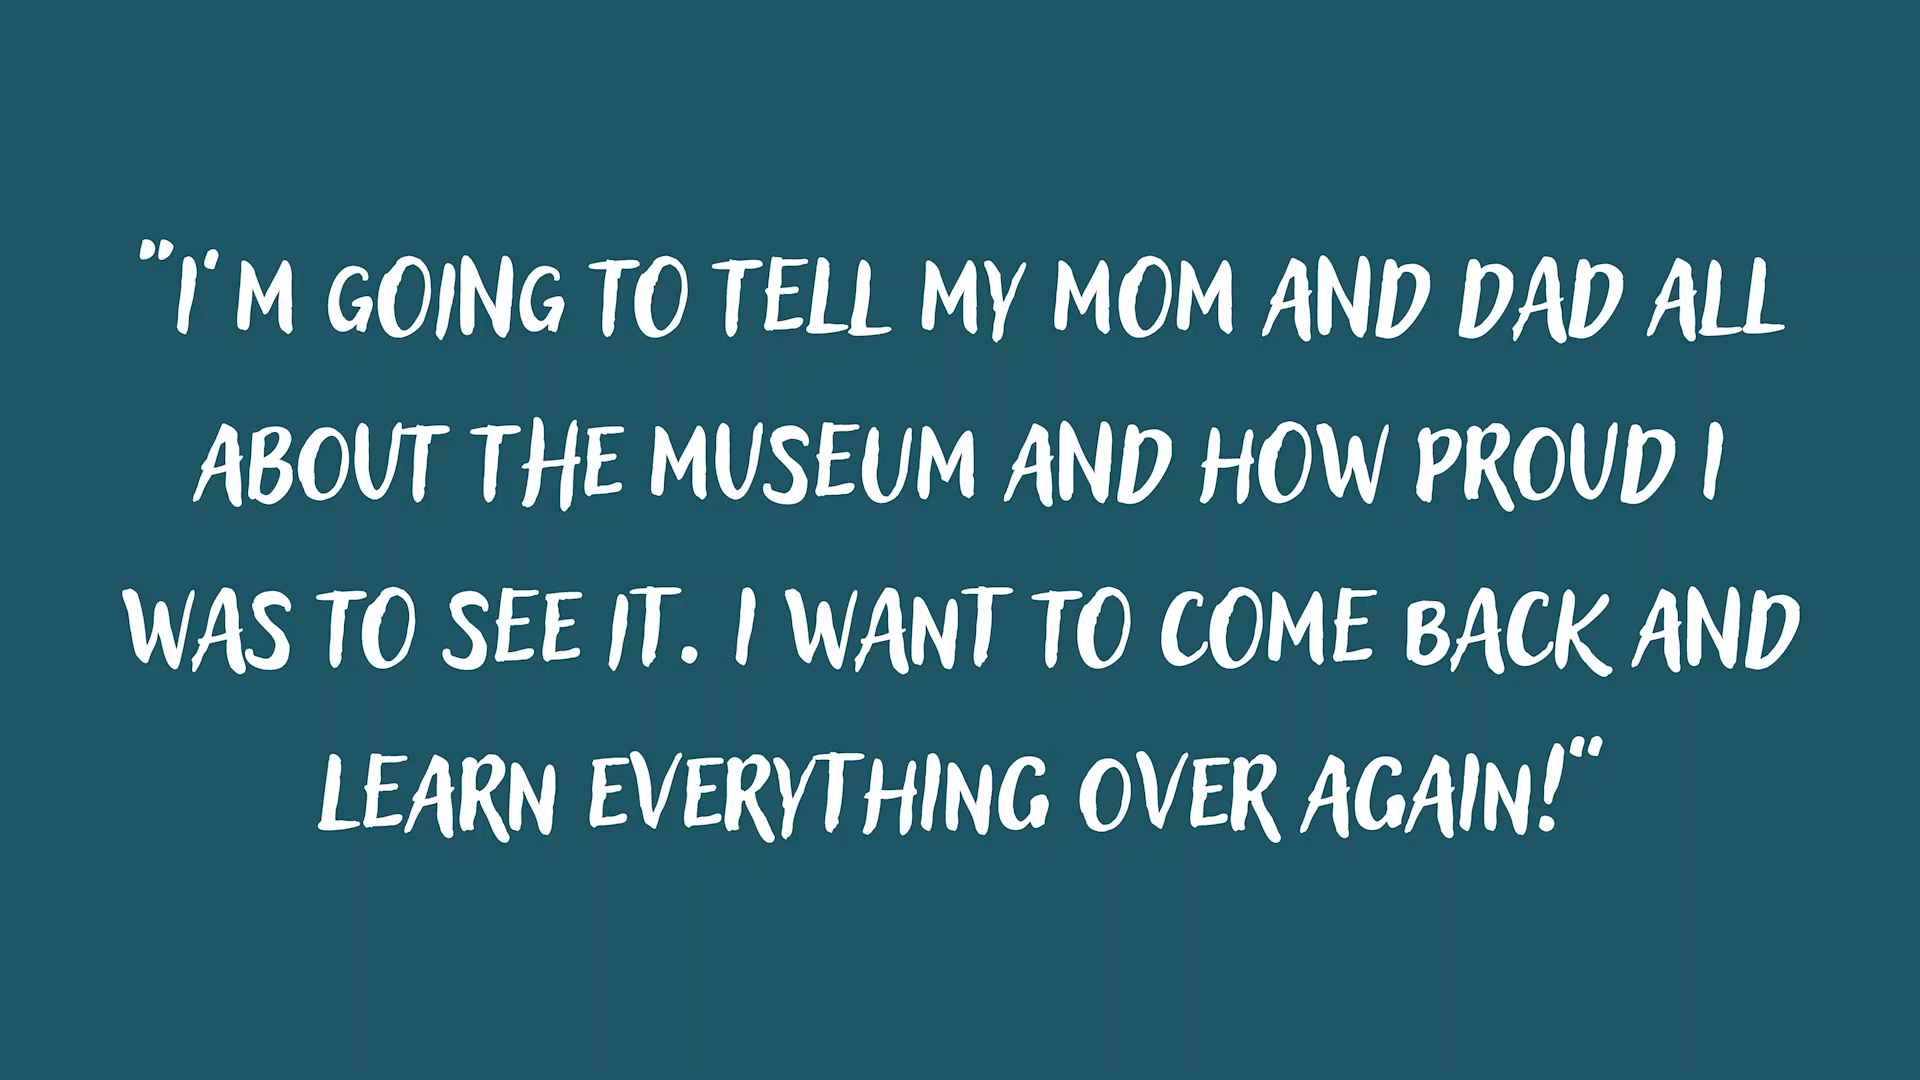 "I'M GOING TO TELL MY MOM AND DAD ALL
ABOUT THE MUSEUM AND HOW PROUD I
WAS TO SEE IT. I WANT TO COME BACK AND
LEARN EVERYTHING OVER AGAIN!"